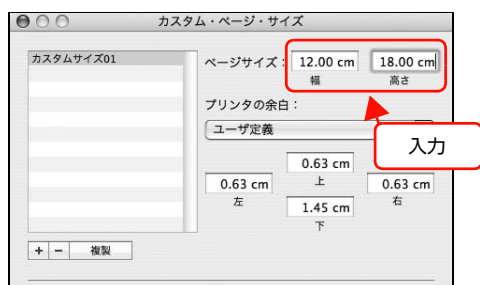 カスタム・ページ・サイズ
カスタムサイズ01
ページサイズ： 12.00 cm 18.00 cm
幅 高さ
プリンタの余白：
ユーザ定義
入力
0.63 cm
上
0.63 cm 0.63 cm
左 右
1.45 cm
下
+ − 複製